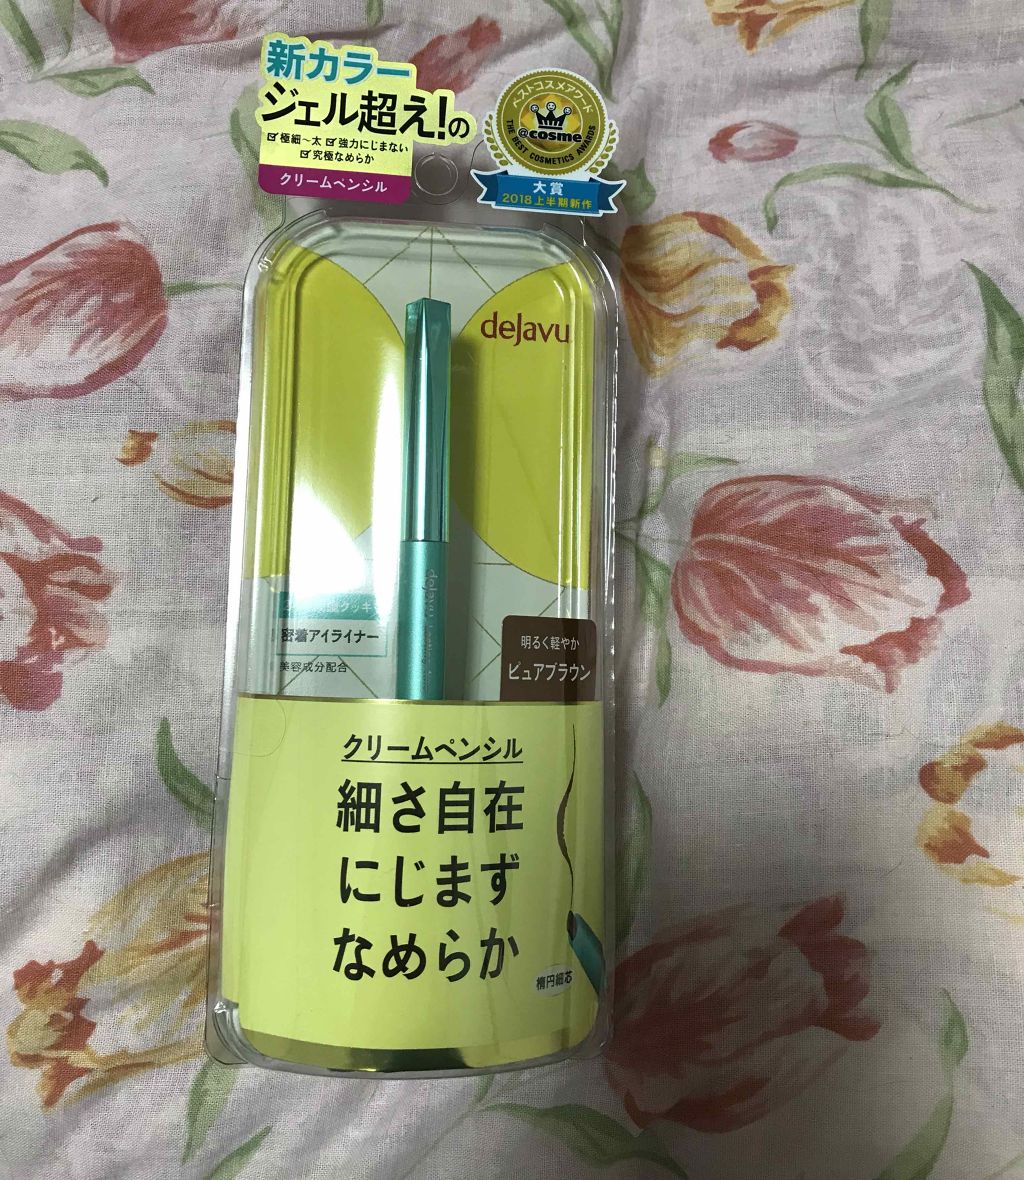 新カラー
ジェル超え!の
☑極細〜太 ☑強力にじまない
☑究極なめらか
クリームペンシル
ベストコスメアワード
@cosme
THE BEST COSMETICS AWARDS
大賞
2018上半期新作
dejavu
dejavu
密着アイライナー
美容成分配合
明るく軽やか
ピュアブラウン
クリームペンシル
細さ自在
にじまず
なめらか
楕円細芯